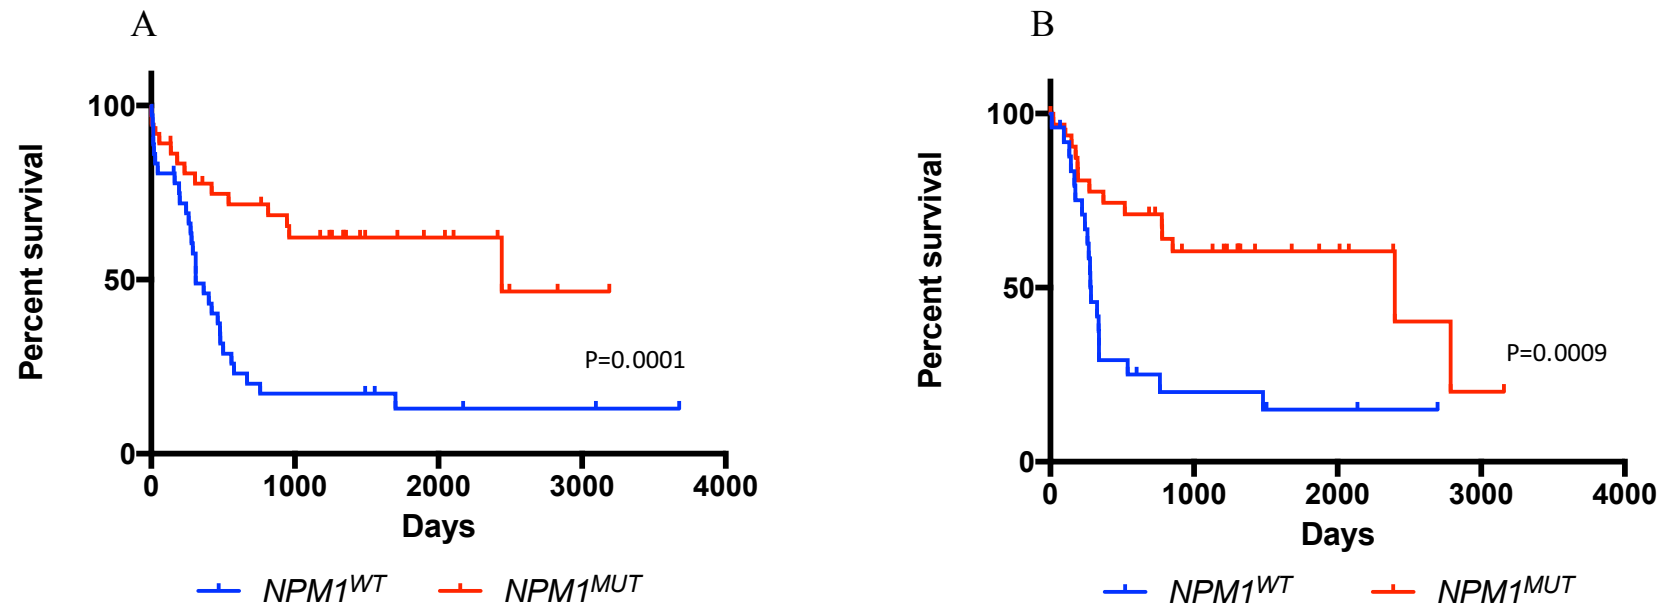 A
Percent survival
100
50
0
0 1000 2000 3000 4000
Days
P=0.0001
NPM1WT NPM1MUT
B
Percent survival
100
50
0
0 1000 2000 3000 4000
Days
P=0.0009
NPM1WT NPM1MUT